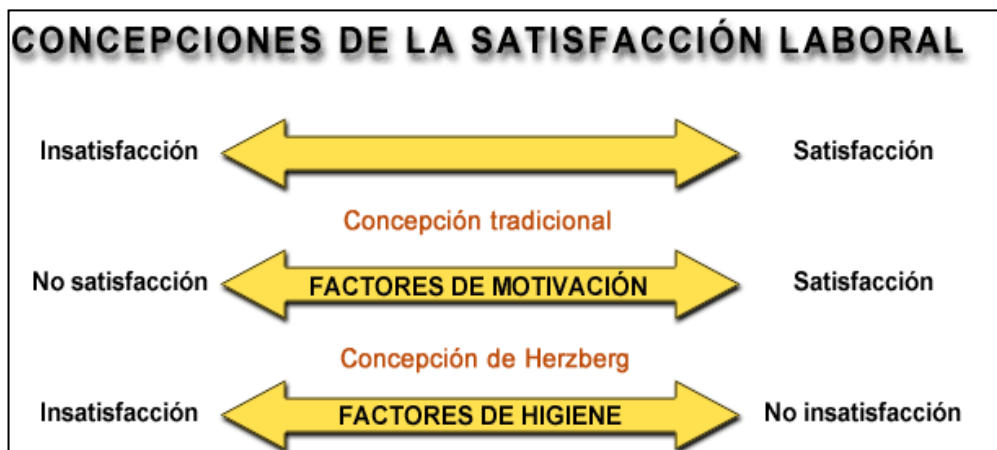 CONCEPCIONES DE LA SATISFACCIÓN LABORAL
Insatisfacción Satisfacción
Concepción tradicional
No satisfacción FACTORES DE MOTIVACIÓN Satisfacción
Concepción de Herzberg
Insatisfacción FACTORES DE HIGIENE No insatisfacción